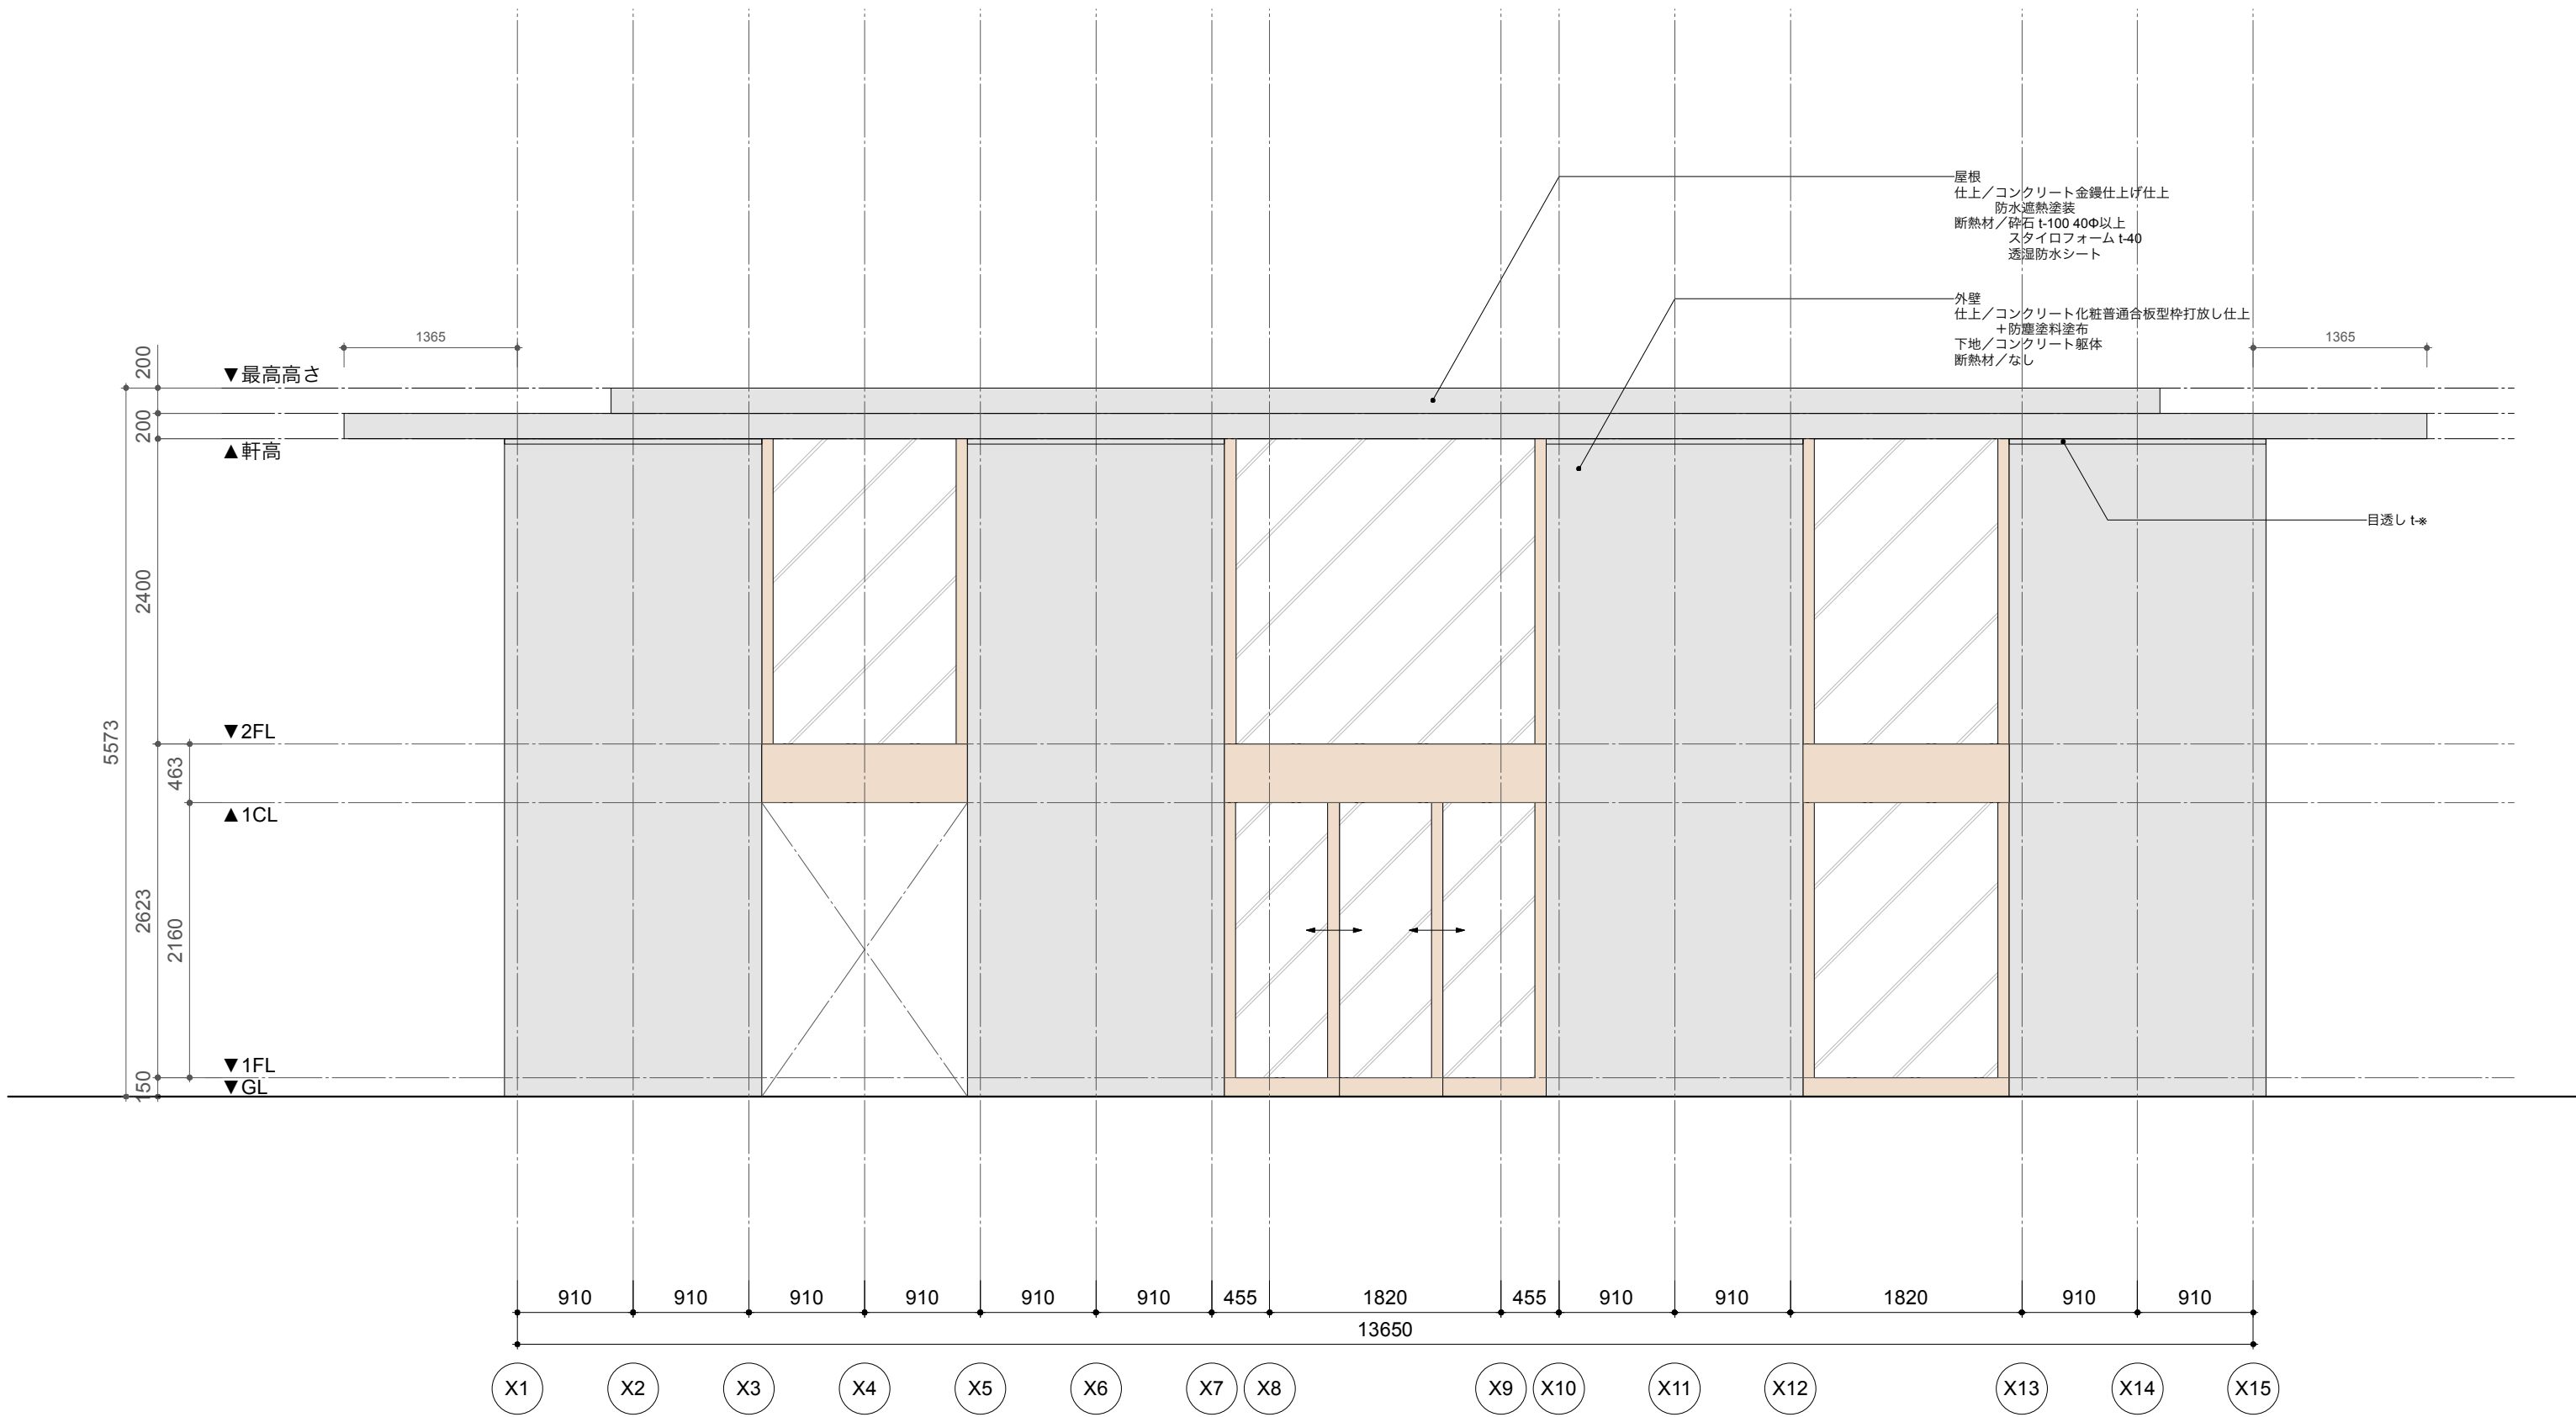 屋根
仕上／コンクリート金鏝仕上げ仕上
防水遮熱塗装
断熱材／砕石 t-100 40Φ以上
スタイロフォーム t-40
透湿防水シート
外壁
仕上／コンクリート化粧普通合板型枠打放し仕上
＋防塵塗料塗布
下地／コンクリート躯体
断熱材／なし
1365
1365
200
▼最高高さ
200
▲軒高
目透し t-※
2400
▼2FL
5573
463
▲1CL
2623
2160
▼1FL
150
▼GL
910 910 910 910 910 910 455 1820 455 910 910 1820 910 910
13650
X1 X2 X3 X4 X5 X6 X7 X8 X9 X10 X11 X12 X13 X14 X15